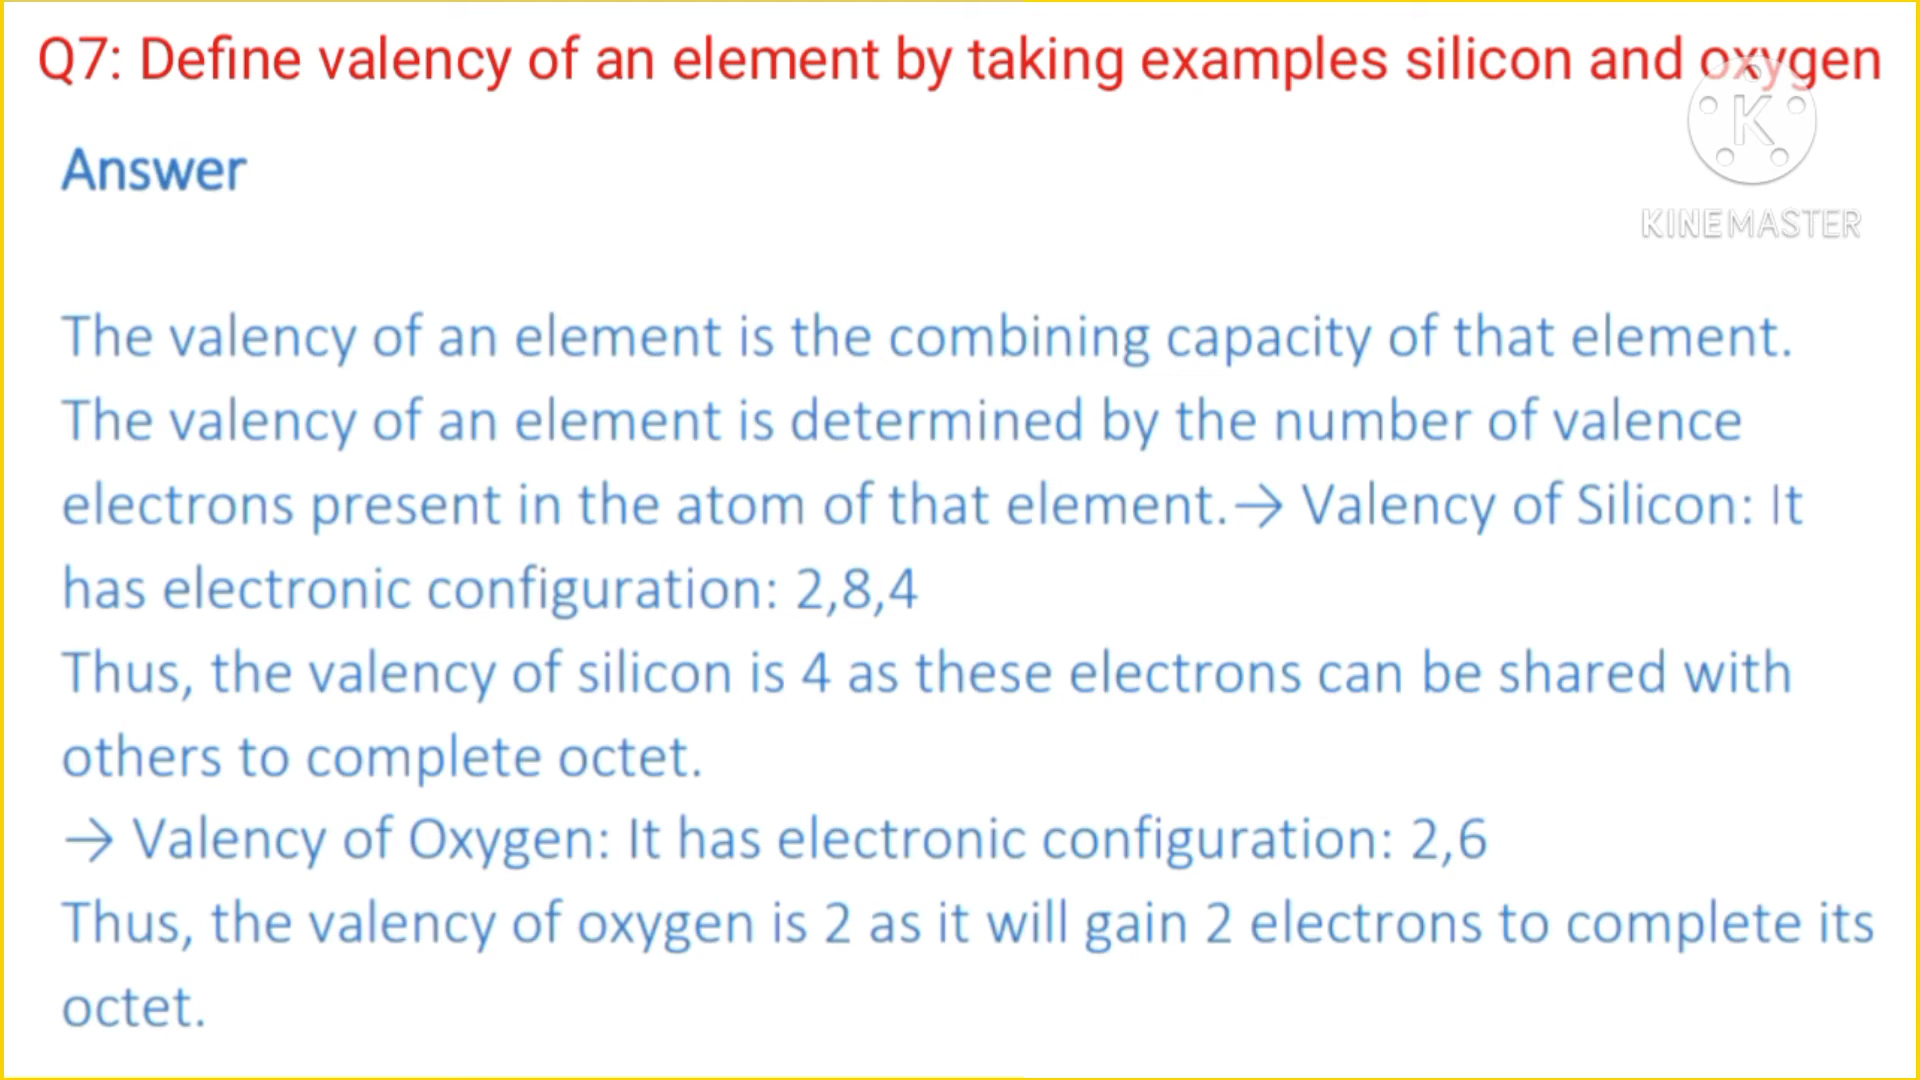 Q7: Define valency of an element by taking examples silicon and oxygen
Answer
K
KINEMASTER
The valency of an element is the combining capacity of that element.
The valency of an element is determined by the number of valence
electrons present in the atom of that element.→ Valency of Silicon: It
has electronic configuration: 2,8,4
Thus, the valency of silicon is 4 as these electrons can be shared with
others to complete octet.
→ Valency of Oxygen: It has electronic configuration: 2,6
Thus, the valency of oxygen is 2 as it will gain 2 electrons to complete its
octet.